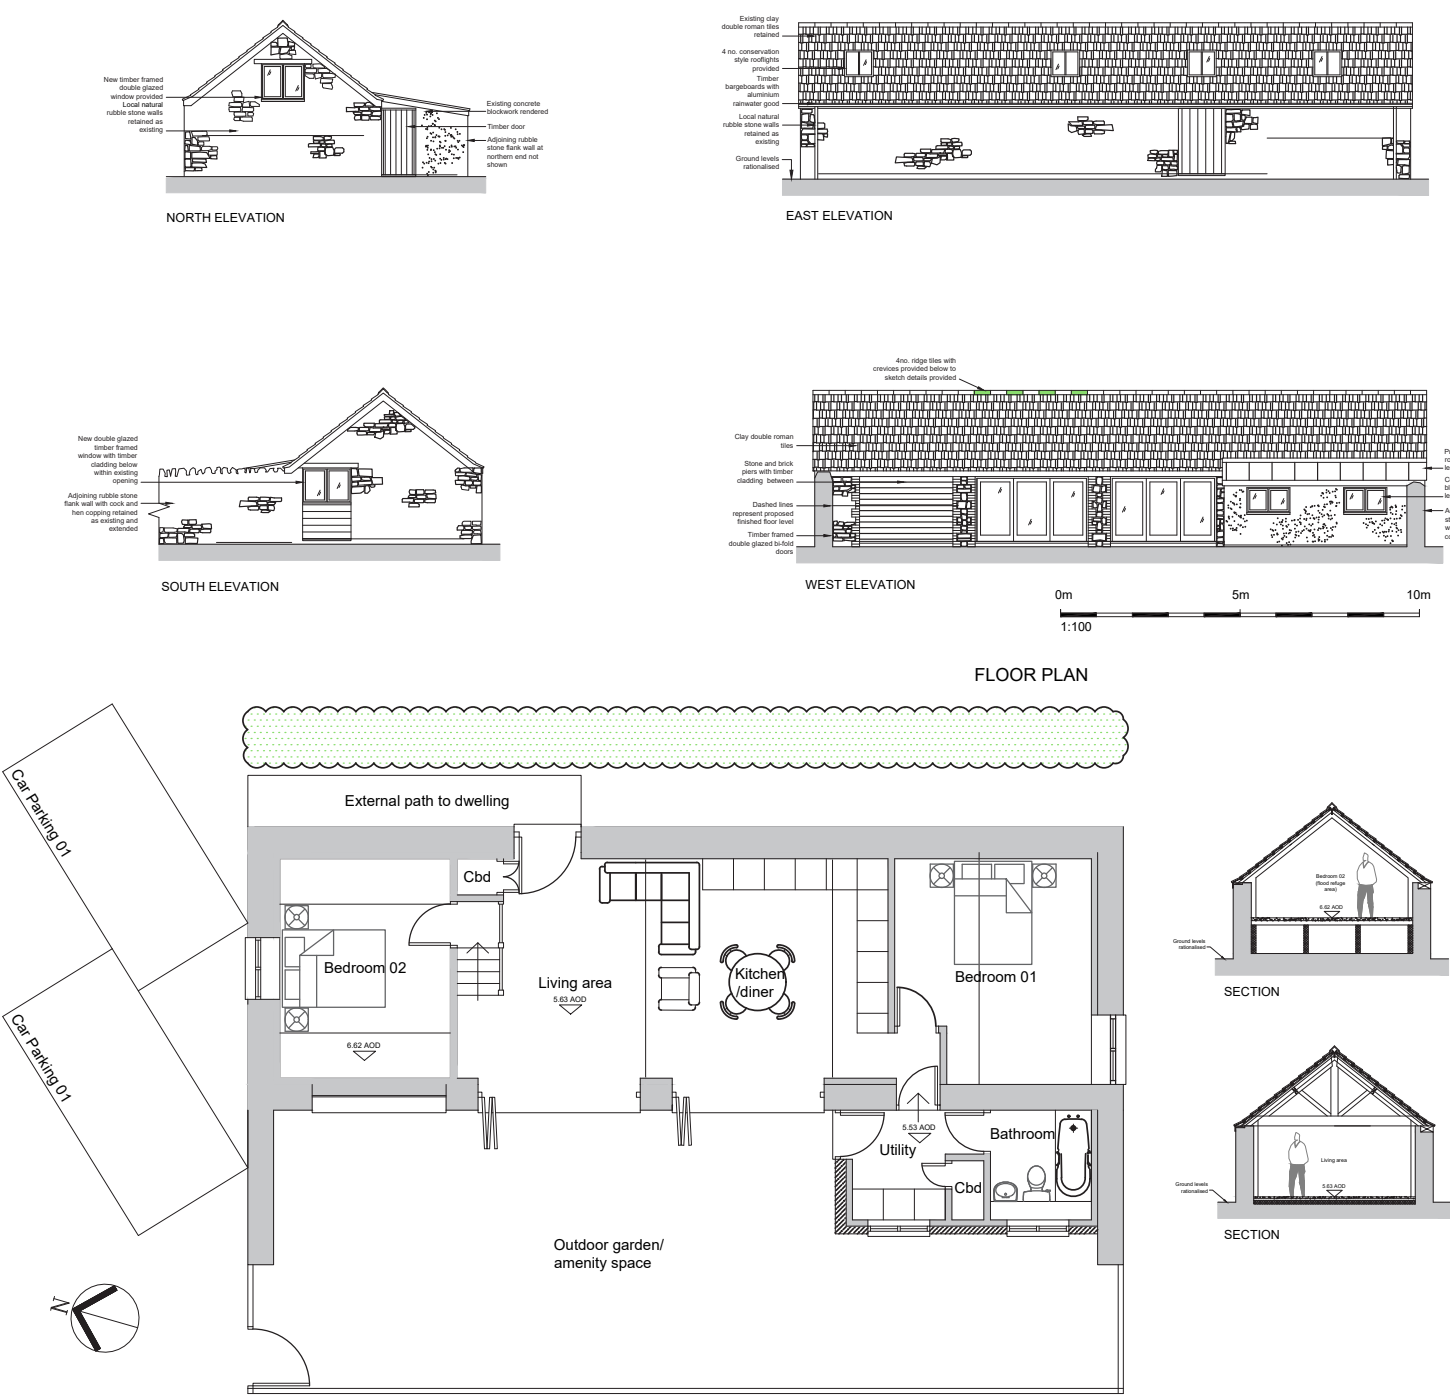 New timber framed
double glazed
window provided
Local natural
rubble stone walls
retained as
existing
Existing concrete
blockwork rendered
Timber door
Adjoining rubble
stone flank wall at
northern end not
shown
NORTH ELEVATION
Existing clay
double roman tiles
retained
4 no. conservation
style rooflights
provided
Timber
bargeboards with
aluminium
rainwater good
Local natural
rubble stone walls
retained as
existing
Ground levels
rationalised
EAST ELEVATION
New double glazed
timber framed
window with timber
cladding below
within existing
opening
Adjoining rubble stone
flank wall with cock and
hen copping retained
as existing and
extended
SOUTH ELEVATION
4no. ridge tiles with
crevices provided below to
sketch details provided
Clay double roman
tiles
Stone and brick
piers with timber
cladding between
Dashed lines
represent proposed
finished floor level
Timber framed
double glazed bi-fold
doors
WEST ELEVATION
0m 5m 10m
1:100
FLOOR PLAN
Car Parking 01
Car Parking 01
External path to dwelling
Cbd
Bedroom 02
6.62 AOD
Living area
5.63 AOD
Kitchen
/diner
Bedroom 01
5.53 AOD
Utility
Bathroom
Cbd
Outdoor garden/
amenity space
N
Bedroom 02
(flood refuge
area)
6.62 AOD
Ground levels
rationalised
SECTION
Living area
5.63 AOD
Ground levels
rationalised
SECTION